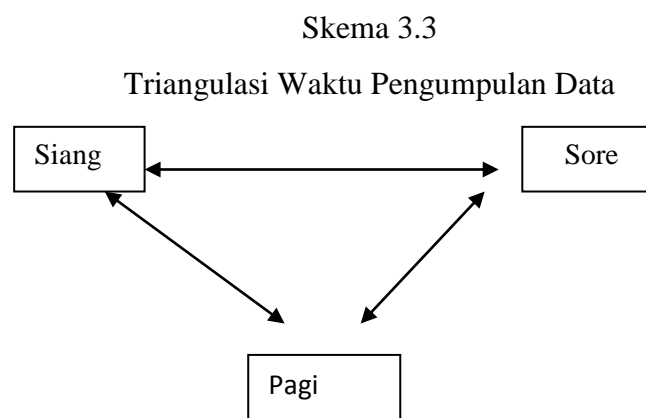 Skema 3.3
Triangulasi Waktu Pengumpulan Data
Siang
Sore
Pagi